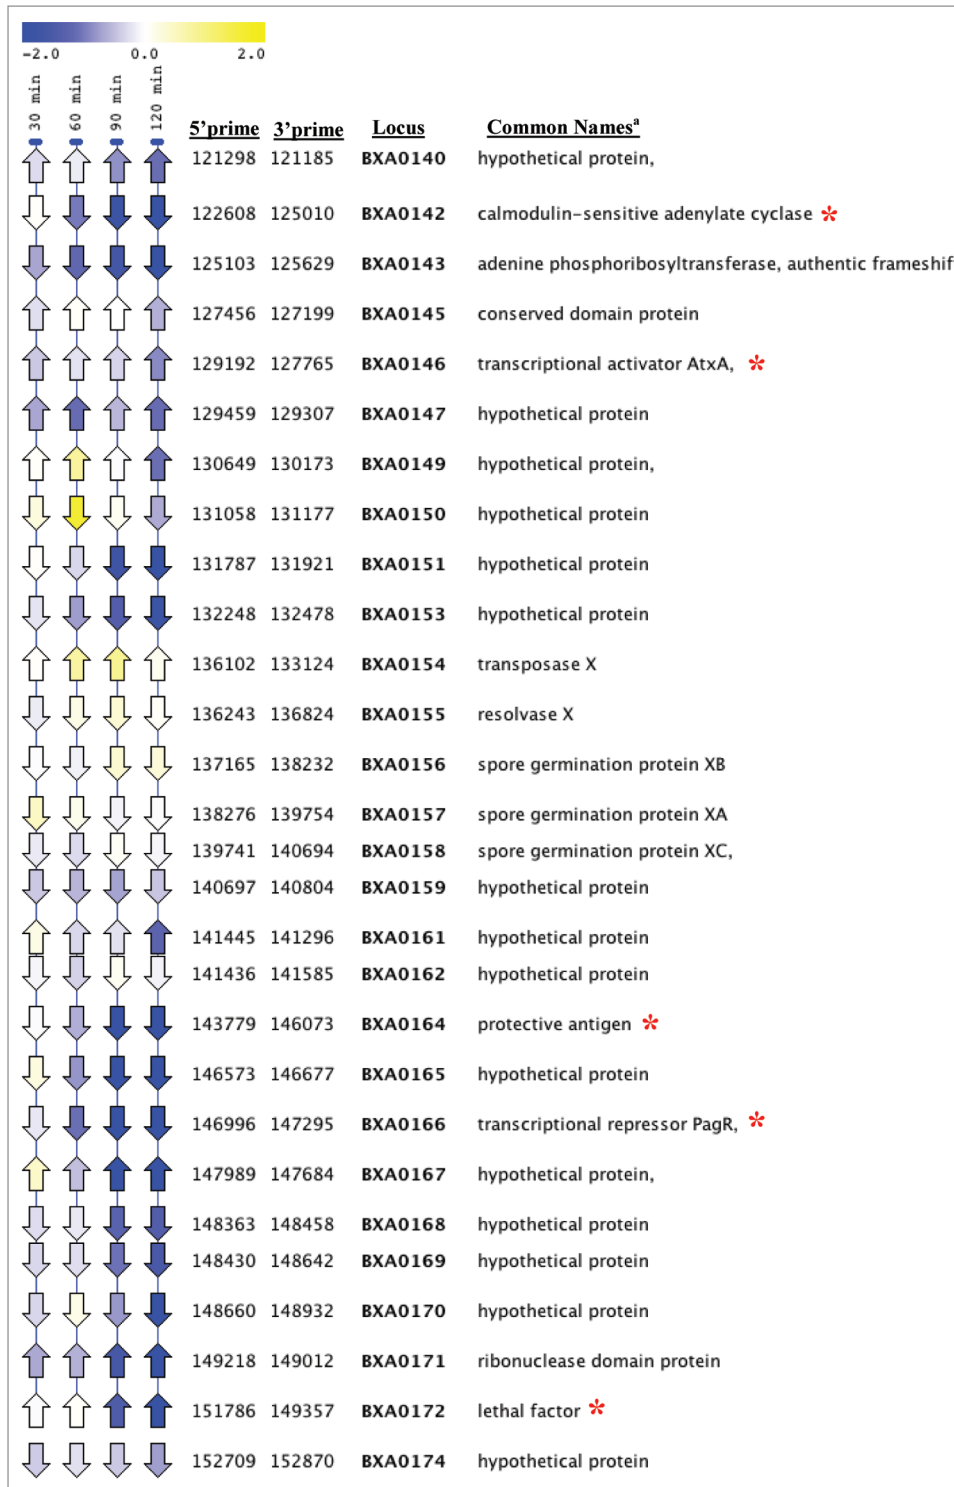 -2.0 0.0 2.0
30 min 60 min 90 min 120 min
5'prime 3'prime Locus Common Namesᵃ
121298 121185 BXA0140 hypothetical protein,
122608 125010 BXA0142 calmodulin-sensitive adenylate cyclase *
125103 125629 BXA0143 adenine phosphoribosyltransferase, authentic frameshif
127456 127199 BXA0145 conserved domain protein
129192 127765 BXA0146 transcriptional activator AtxA, *
129459 129307 BXA0147 hypothetical protein
130649 130173 BXA0149 hypothetical protein,
131058 131177 BXA0150 hypothetical protein
131787 131921 BXA0151 hypothetical protein
132248 132478 BXA0153 hypothetical protein
136102 133124 BXA0154 transposase X
136243 136824 BXA0155 resolvase X
137165 138232 BXA0156 spore germination protein XB
138276 139754 BXA0157 spore germination protein XA
139741 140694 BXA0158 spore germination protein XC,
140697 140804 BXA0159 hypothetical protein
141445 141296 BXA0161 hypothetical protein
141436 141585 BXA0162 hypothetical protein
143779 146073 BXA0164 protective antigen *
146573 146677 BXA0165 hypothetical protein
146996 147295 BXA0166 transcriptional repressor PagR, *
147989 147684 BXA0167 hypothetical protein,
148363 148458 BXA0168 hypothetical protein
148430 148642 BXA0169 hypothetical protein
148660 148932 BXA0170 hypothetical protein
149218 149012 BXA0171 ribonuclease domain protein
151786 149357 BXA0172 lethal factor *
152709 152870 BXA0174 hypothetical protein